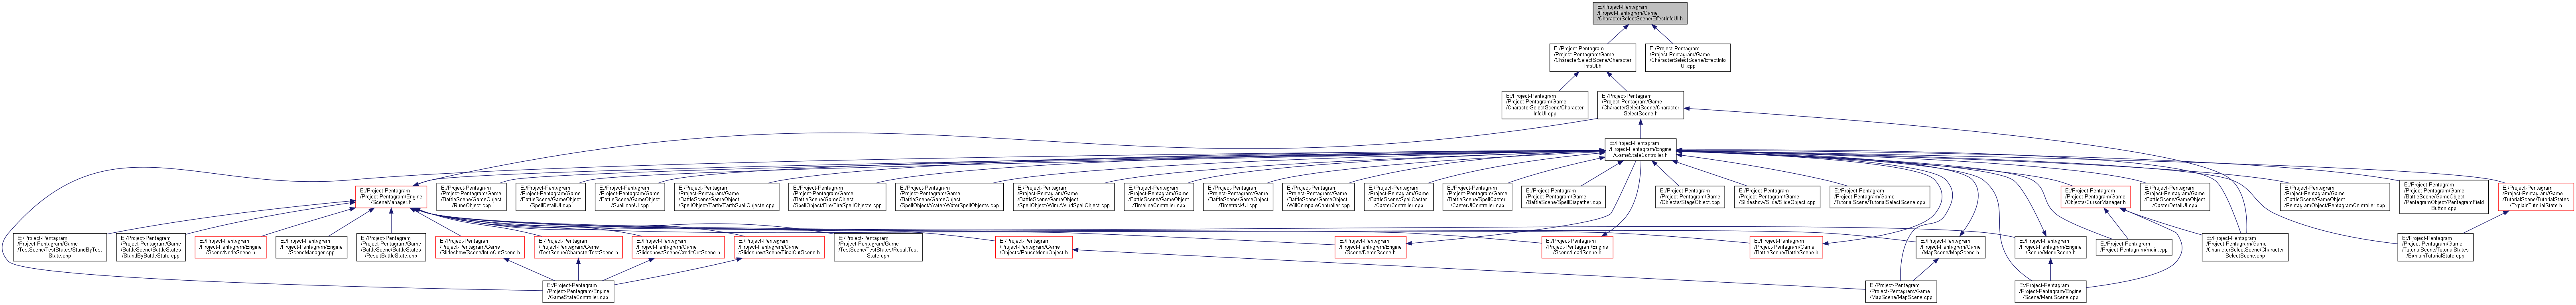 E:/Project-Pentagram
/Project-Pentagram/Game
/CharacterSelectScene/EffectInfoUI.h
E:/Project-Pentagram
/Project-Pentagram/Game
/CharacterSelectScene/Character
InfoUI.h
E:/Project-Pentagram
/Project-Pentagram/Game
/CharacterSelectScene/EffectInfo
UI.cpp
E:/Project-Pentagram
/Project-Pentagram/Game
/CharacterSelectScene/Character
InfoUI.cpp
E:/Project-Pentagram
/Project-Pentagram/Game
/CharacterSelectScene/Character
SelectScene.h
E:/Project-Pentagram
/Project-Pentagram/Engine
/GameStateController.h
E:/Project-Pentagram
/Project-Pentagram/Engine
/SceneManager.h
E:/Project-Pentagram
/Project-Pentagram/Game
/BattleScene/GameObject
/RuneObject.cpp
E:/Project-Pentagram
/Project-Pentagram/Game
/BattleScene/GameObject
/SpellDetailUI.cpp
E:/Project-Pentagram
/Project-Pentagram/Game
/BattleScene/GameObject
/SpellIconUI.cpp
E:/Project-Pentagram
/Project-Pentagram/Game
/BattleScene/GameObject
/SpellObject/Earth/EarthSpellObjects.cpp
E:/Project-Pentagram
/Project-Pentagram/Game
/BattleScene/GameObject
/SpellObject/Fire/FireSpellObjects.cpp
E:/Project-Pentagram
/Project-Pentagram/Game
/BattleScene/GameObject
/SpellObject/Water/WaterSpellObjects.cpp
E:/Project-Pentagram
/Project-Pentagram/Game
/BattleScene/GameObject
/SpellObject/Wind/WindSpellObject.cpp
E:/Project-Pentagram
/Project-Pentagram/Game
/BattleScene/GameObject
/TimelineController.cpp
E:/Project-Pentagram
/Project-Pentagram/Game
/BattleScene/GameObject
/TimetrackUI.cpp
E:/Project-Pentagram
/Project-Pentagram/Game
/BattleScene/GameObject
/WillCompareController.cpp
E:/Project-Pentagram
/Project-Pentagram/Game
/BattleScene/SpellCaster
/CasterController.cpp
E:/Project-Pentagram
/Project-Pentagram/Game
/BattleScene/SpellCaster
/CasterUIController.cpp
E:/Project-Pentagram
/Project-Pentagram/Game
/BattleScene/SpellDispather.cpp
E:/Project-Pentagram
/Project-Pentagram/Game
/Objects/StageObject.cpp
E:/Project-Pentagram
/Project-Pentagram/Game
/Slideshow/Slide/SlideObject.cpp
E:/Project-Pentagram
/Project-Pentagram/Game
/TutorialScene/TutorialSelectScene.cpp
E:/Project-Pentagram
/Project-Pentagram/Game
/Objects/CursorManager.h
E:/Project-Pentagram
/Project-Pentagram/Game
/BattleScene/GameObject
/CasterDetailUI.cpp
E:/Project-Pentagram
/Project-Pentagram/Game
/BattleScene/GameObject
/PentagramObject/PentagramController.cpp
E:/Project-Pentagram
/Project-Pentagram/Game
/BattleScene/GameObject
/PentagramObject/PentagramField
Button.cpp
E:/Project-Pentagram
/Project-Pentagram/Game
/TutorialScene/TutorialStates
/ExplainTutorialState.h
E:/Project-Pentagram
/Project-Pentagram/Game
/TestScene/TestStates/StandByTest
State.cpp
E:/Project-Pentagram
/Project-Pentagram/Game
/BattleScene/BattleStates
/StandByBattleState.cpp
E:/Project-Pentagram
/Project-Pentagram/Engine
/Scene/NodeScene.h
E:/Project-Pentagram
/Project-Pentagram/Engine
/SceneManager.cpp
E:/Project-Pentagram
/Project-Pentagram/Game
/BattleScene/BattleStates
/ResultBattleState.cpp
E:/Project-Pentagram
/Project-Pentagram/Game
/Slideshow/Scene/IntroCutScene.h
E:/Project-Pentagram
/Project-Pentagram/Game
/TestScene/CharacterTestScene.h
E:/Project-Pentagram
/Project-Pentagram/Game
/Slideshow/Scene/CreditCutScene.h
E:/Project-Pentagram
/Project-Pentagram/Game
/Slideshow/Scene/FinalCutScene.h
E:/Project-Pentagram
/Project-Pentagram/Game
/TestScene/TestStates/ResultTest
State.cpp
E:/Project-Pentagram
/Project-Pentagram/Game
/Objects/PauseMenuObject.h
E:/Project-Pentagram
/Project-Pentagram/Engine
/Scene/DemoScene.h
E:/Project-Pentagram
/Project-Pentagram/Engine
/Scene/LoadScene.h
E:/Project-Pentagram
/Project-Pentagram/Game
/BattleScene/BattleScene.h
E:/Project-Pentagram
/Project-Pentagram/Game
/MapScene/MapScene.h
E:/Project-Pentagram
/Project-Pentagram/Engine
/Scene/MenuScene.h
E:/Project-Pentagram
/Project-Pentagram/main.cpp
E:/Project-Pentagram
/Project-Pentagram/Game
/CharacterSelectScene/Character
SelectScene.cpp
E:/Project-Pentagram
/Project-Pentagram/Game
/TutorialScene/TutorialStates
/ExplainTutorialState.cpp
E:/Project-Pentagram
/Project-Pentagram/Engine
/GameStateController.cpp
E:/Project-Pentagram
/Project-Pentagram/Game
/MapScene/MapScene.cpp
E:/Project-Pentagram
/Project-Pentagram/Engine
/Scene/MenuScene.cpp